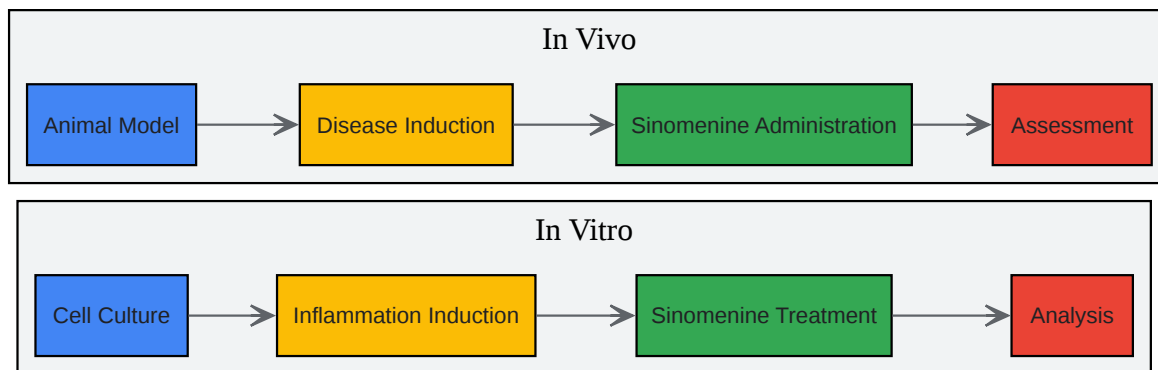 In Vivo
Animal Model
Disease Induction
Sinomenine Administration
Assessment
In Vitro
Cell Culture
Inflammation Induction
Sinomenine Treatment
Analysis